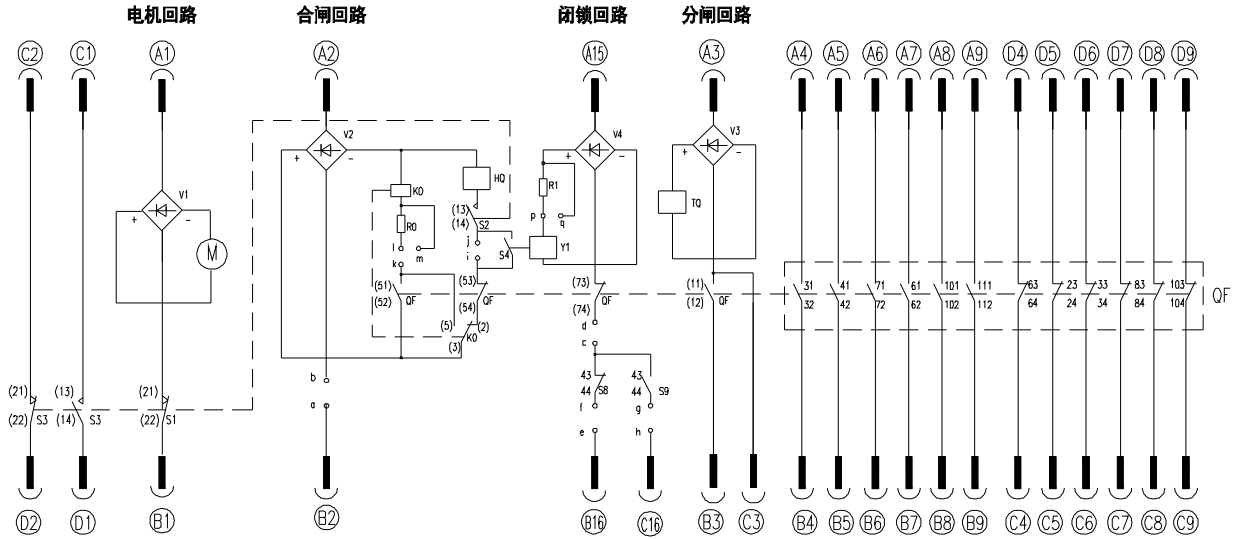 电机回路 合闸回路 闭锁回路 分闸回路
C2 C1 A1 A2 A15 A3 A4 A5 A6 A7 A8 A9 D4 D5 D6 D7 D8 D9
V2 V4 V3
+ - + - + -
V1 K0 HQ R1 TQ
+ - R0 (13) (14) S2 p q
M l m k j i S4 Y1
(51) (52) QF (53) (54) QF (73) (74) QF (11) (12) QF
31 41 71 61 101 111 63 23 33 83 103 QF
32 42 72 62 102 112 64 24 34 84 104
(5) (2) K0 (3) d c
b a
43 44 S8 43 44 S9
(21) (22) S3 (13) (14) S3 (21) (22) S1
f e g h
D2 D1 B1 B2 B16 C16 B3 C3 B4 B5 B6 B7 B8 B9 C4 C5 C6 C7 C8 C9